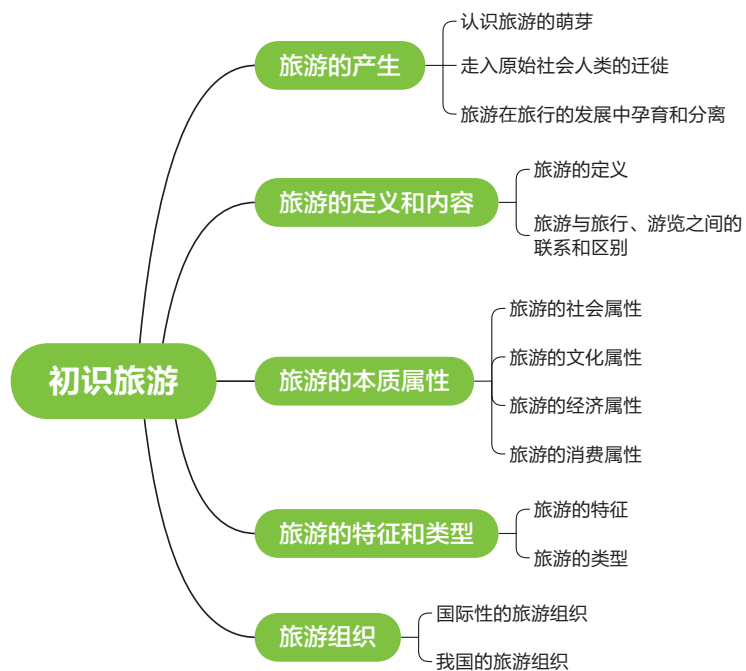 初识旅游
旅游的产生
认识旅游的萌芽
走入原始社会人类的迁徙
旅游在旅行的发展中孕育和分离
旅游的定义和内容
旅游的定义
旅游与旅行、游览之间的
联系和区别
旅游的本质属性
旅游的社会属性
旅游的文化属性
旅游的经济属性
旅游的消费属性
旅游的特征和类型
旅游的特征
旅游的类型
旅游组织
国际性的旅游组织
我国的旅游组织